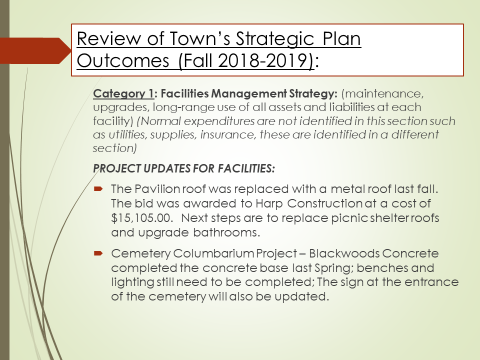 Review of Town's Strategic Plan
Outcomes (Fall 2018-2019):
Category 1: Facilities Management Strategy: (maintenance,
upgrades, long-range use of all assets and liabilities at each
facility) (Normal expenditures are not identified in this section such
as utilities, supplies, insurance, these are identified in a different
section)
PROJECT UPDATES FOR FACILITIES:
The Pavilion roof was replaced with a metal roof last fall.
The bid was awarded to Harp Construction at a cost of
$15,105.00. Next steps are to replace picnic shelter roofs
and upgrade bathrooms.
Cemetery Columbarium Project – Blackwoods Concrete
completed the concrete base last Spring; benches and
lighting still need to be completed; The sign at the entrance
of the cemetery will also be updated.